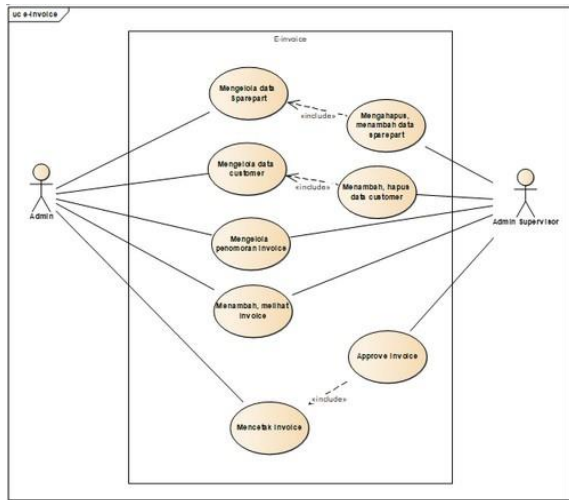 uc e-invoice
E-invoice
Mengelola data
Sparepart
«include»
Mengahapus,
menambah data
sparepart
Mengelola data
customer
«include»
Menambah, hapus
data customer
Admin
Admin Supervisor
Mengelola
penomoran invoice
Menambah, melihat
invoice
Approve invoice
«include»
Mencetak invoice